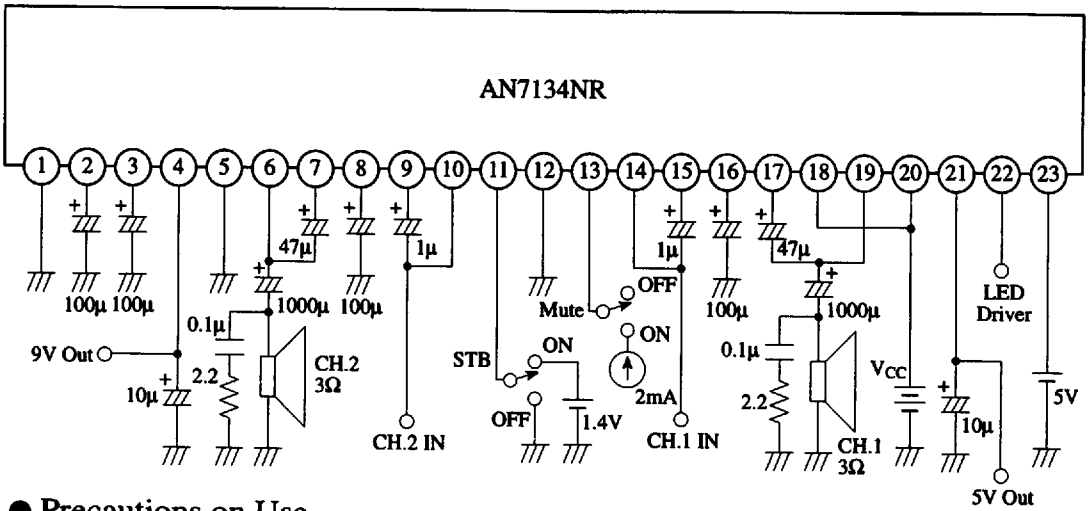 AN7134NR
1 2 3 4 5 6 7 8 9 10 11 12 13 14 15 16 17 18 19 20 21 22 23
+ + + + + + + +
47μ 1μ 1μ 47μ
100μ 100μ + 1000μ 100μ Mute OFF 100μ + 1000μ LED
Driver
0.1μ ON 0.1μ
9V Out STB ON VCC
+ 2.2 CH.2 2mA + 5V
10μ 3Ω OFF 1.4V 2.2 10μ
CH.2 IN CH.1 IN CH.1
3Ω
5V Out
● Precautions on Use